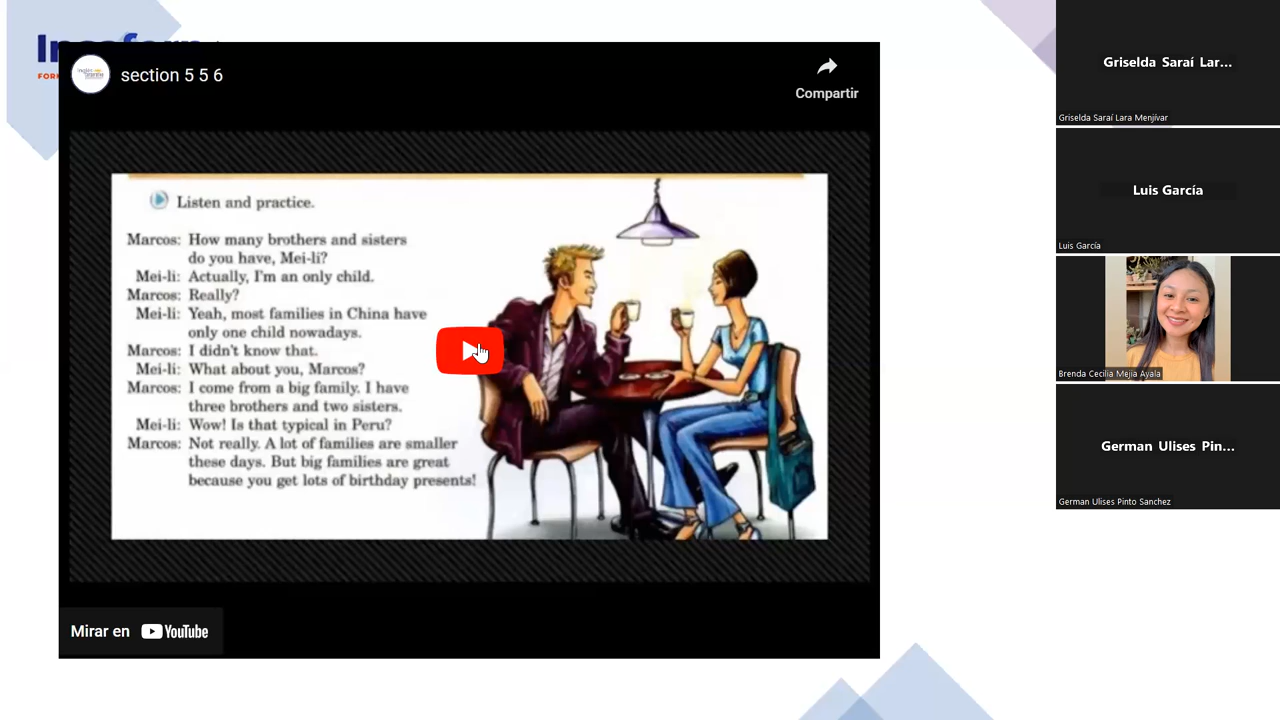 section 5 5 6
Compartir
Listen and practice.
Marcos: How many brothers and sisters
do you have, Mei-li?
Mei-li: Actually, I'm an only child.
Marcos: Really?
Mei-li: Yeah, most families in China have
only one child nowadays.
Marcos: I didn't know that.
Mei-li: What about you, Marcos?
Marcos: I come from a big family. I have
three brothers and two sisters.
Mei-li: Wow! Is that typical in Peru?
Marcos: Not really. A lot of families are smaller
these days. But big families are great
because you get lots of birthday presents!
Mirar en YouTube
Griselda Saraí Lar...
Griselda Saraí Lara Menjívar
Luis García
Luis García
Brenda Cecilia Mejia Ayala
German Ulises Pin...
German Ulises Pinto Sanchez